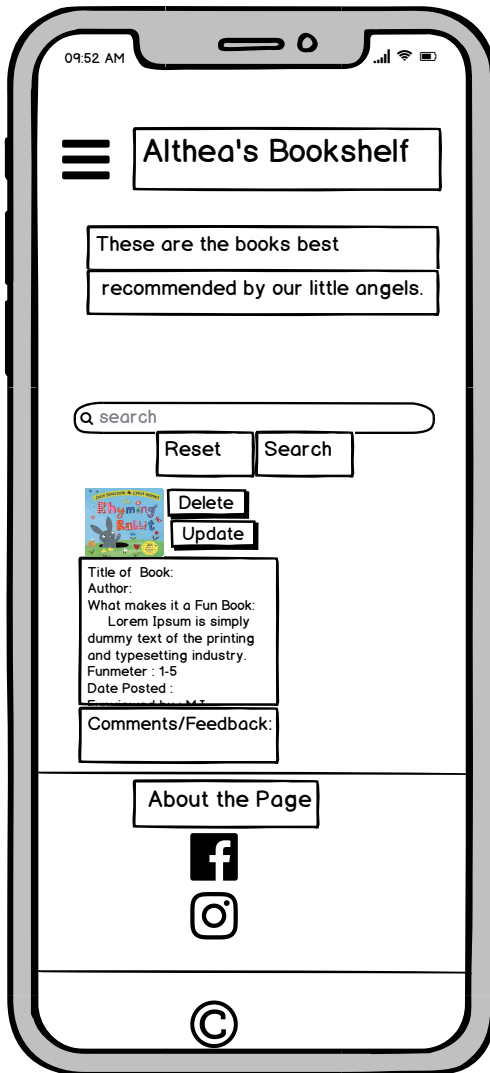 09:52 AM
Althea's Bookshelf
These are the books best
recommended by our little angels.
search
Reset
Search
Rhyming
Rabbit
Delete
Update
Title of Book:
Author:
What makes it a Fun Book:
Lorem Ipsum is simply
dummy text of the printing
and typesetting industry.
Funmeter : 1-5
Date Posted :
Comments/Feedback:
About the Page
©